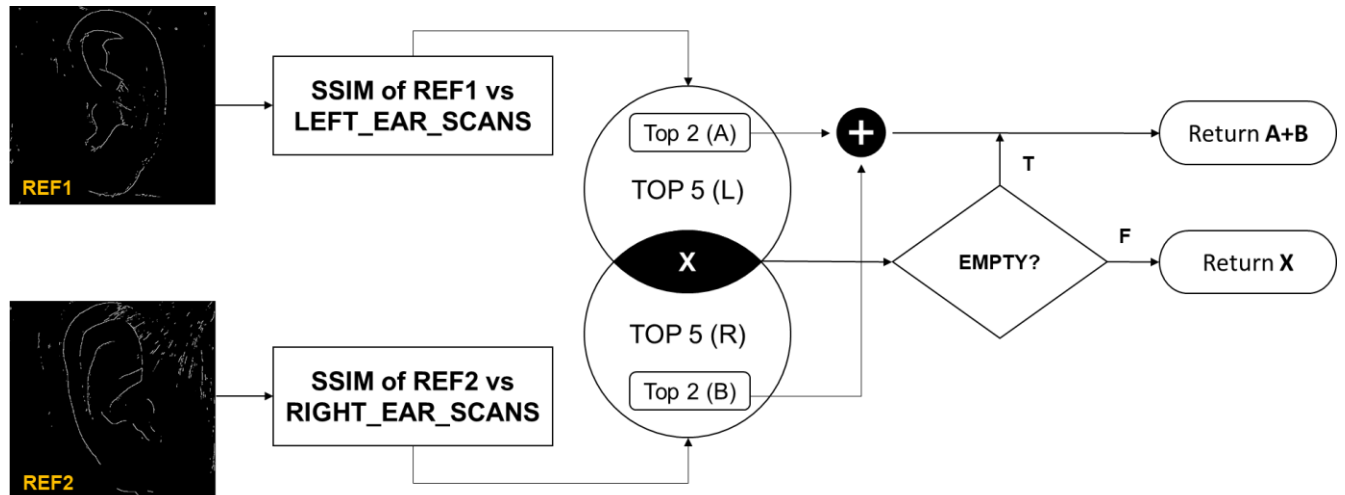 REF1
SSIM of REF1 vs
LEFT_EAR_SCANS
Top 2 (A)
TOP 5 (L)
+
Return A+B
T
X
EMPTY?
F
Return X
TOP 5 (R)
Top 2 (B)
SSIM of REF2 vs
RIGHT_EAR_SCANS
REF2